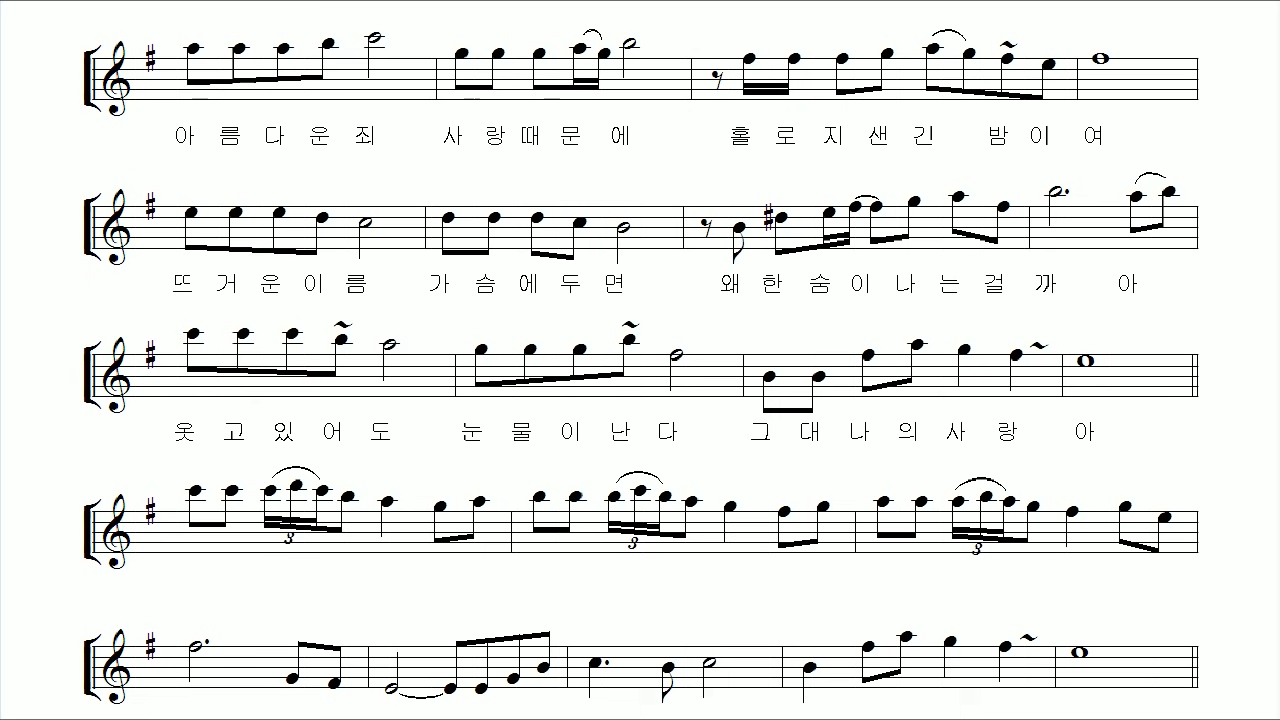 아 름 다 운 죄 사 랑 때 문 에 홀 로 지 샌 긴 밤 이 여
뜨 거 운 이 름 가 슴 에 두 면 왜 한 숨 이 나 는 걸 까 아
웃 고 있 어 도 눈 물 이 난 다 그 대 나 의 사 랑 아
3 3 3